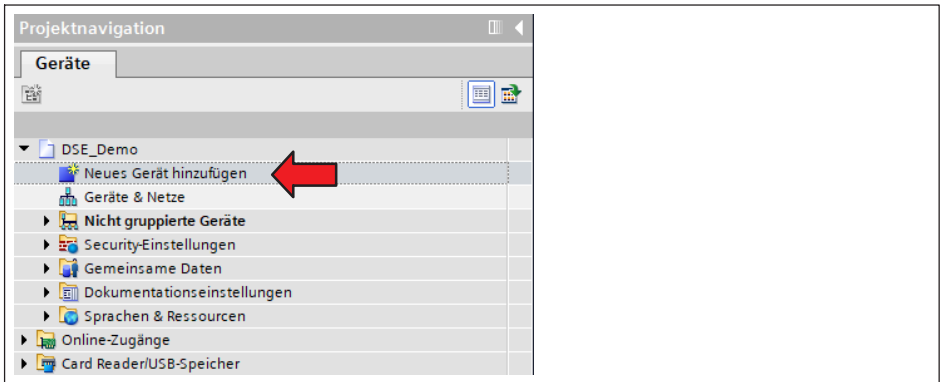 Projektnavigation
Geräte
DSE_Demo
Neues Gerät hinzufügen
Geräte & Netze
Nicht gruppierte Geräte
Security-Einstellungen
Gemeinsame Daten
Dokumentationseinstellungen
Sprachen & Ressourcen
Online-Zugänge
Card Reader/USB-Speicher